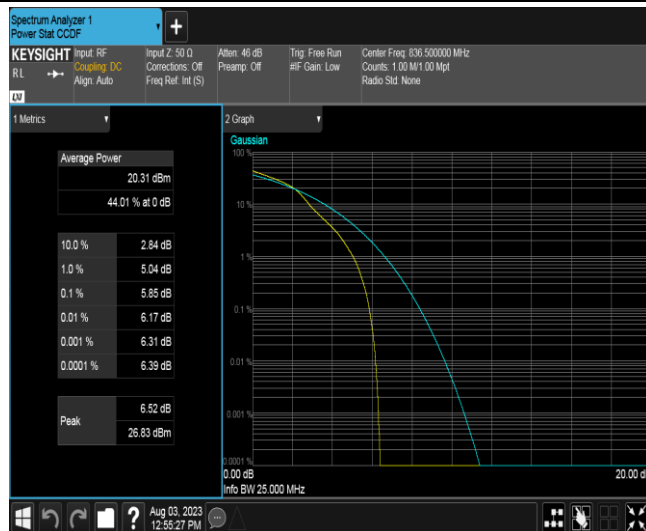 Spectrum Analyzer 1
Power Stat CCDF
KEYSIGHT
RL
LXI
Input: RF
Coupling: DC
Align: Auto
Input Z: 50 Ω
Corrections: Off
Freq Ref: Int (S)
Atten: 46 dB
Preamp: Off
Trig: Free Run
#IF Gain: Low
Center Freq: 836.500000 MHz
Counts: 1.00 M/1.00 Mpt
Radio Std: None
1 Metrics
Average Power
20.31 dBm
44.01 % at 0 dB
10.0 % 2.84 dB
1.0 % 5.04 dB
0.1 % 5.85 dB
0.01 % 6.17 dB
0.001 % 6.31 dB
0.0001 % 6.39 dB
Peak
6.52 dB
26.83 dBm
2 Graph
Gaussian
100 %
10 %
1 %
0.1 %
0.01 %
0.001 %
0.0001 %
0.00 dB 20.00 d
Info BW 25.000 MHz
?
Aug 03, 2023
12:55:27 PM